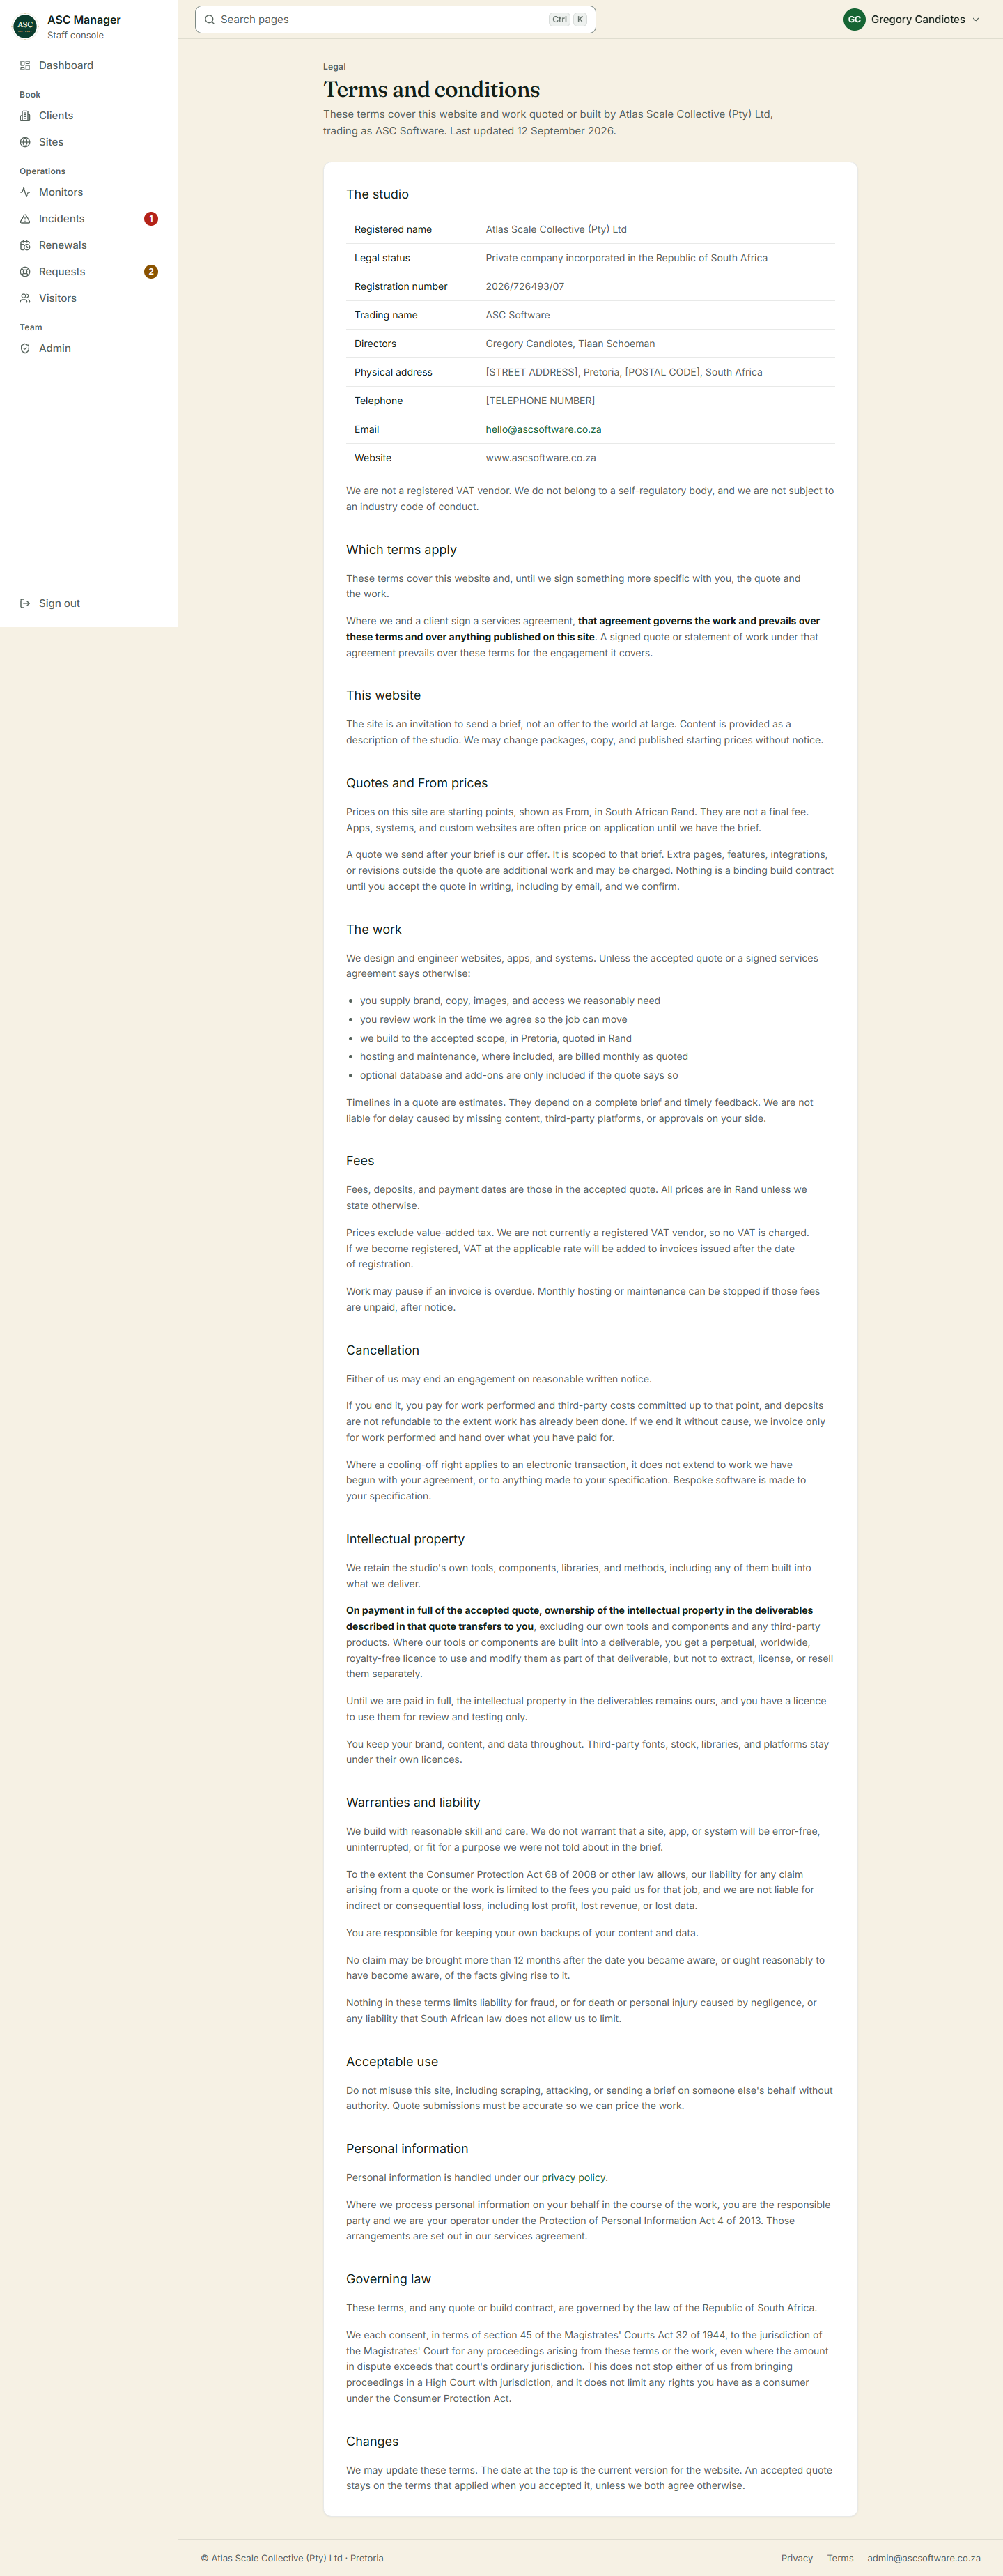 ASC
ASC Manager
Staff console
Dashboard
Book
Clients
Sites
Operations
Monitors
Incidents 1
Renewals
Requests 2
Visitors
Team
Admin
Sign out
Search pages Ctrl K
GC Gregory Candiotes
Legal
Terms and conditions
These terms cover this website and work quoted or built by Atlas Scale Collective (Pty) Ltd,
trading as ASC Software. Last updated 12 September 2026.
The studio
Registered name Atlas Scale Collective (Pty) Ltd
Legal status Private company incorporated in the Republic of South Africa
Registration number 2026/726493/07
Trading name ASC Software
Directors Gregory Candiotes, Tiaan Schoeman
Physical address [STREET ADDRESS], Pretoria, [POSTAL CODE], South Africa
Telephone [TELEPHONE NUMBER]
Email hello@ascsoftware.co.za
Website www.ascsoftware.co.za
We are not a registered VAT vendor. We do not belong to a self-regulatory body, and we are not subject to
an industry code of conduct.
Which terms apply
These terms cover this website and, until we sign something more specific with you, the quote and
the work.
Where we and a client sign a services agreement, that agreement governs the work and prevails over
these terms and over anything published on this site. A signed quote or statement of work under that
agreement prevails over these terms for the engagement it covers.
This website
The site is an invitation to send a brief, not an offer to the world at large. Content is provided as a
description of the studio. We may change packages, copy, and published starting prices without notice.
Quotes and From prices
Prices on this site are starting points, shown as From, in South African Rand. They are not a final fee.
Apps, systems, and custom websites are often price on application until we have the brief.
A quote we send after your brief is our offer. It is scoped to that brief. Extra pages, features, integrations,
or revisions outside the quote are additional work and may be charged. Nothing is a binding build contract
until you accept the quote in writing, including by email, and we confirm.
The work
We design and engineer websites, apps, and systems. Unless the accepted quote or a signed services
agreement says otherwise:
• you supply brand, copy, images, and access we reasonably need
• you review work in the time we agree so the job can move
• we build to the accepted scope, in Pretoria, quoted in Rand
• hosting and maintenance, where included, are billed monthly as quoted
• optional database and add-ons are only included if the quote says so
Timelines in a quote are estimates. They depend on a complete brief and timely feedback. We are not
liable for delay caused by missing content, third-party platforms, or approvals on your side.
Fees
Fees, deposits, and payment dates are those in the accepted quote. All prices are in Rand unless we
state otherwise.
Prices exclude value-added tax. We are not currently a registered VAT vendor, so no VAT is charged.
If we become registered, VAT at the applicable rate will be added to invoices issued after the date
of registration.
Work may pause if an invoice is overdue. Monthly hosting or maintenance can be stopped if those fees
are unpaid, after notice.
Cancellation
Either of us may end an engagement on reasonable written notice.
If you end it, you pay for work performed and third-party costs committed up to that point, and deposits
are not refundable to the extent work has already been done. If we end it without cause, we invoice only
for work performed and hand over what you have paid for.
Where a cooling-off right applies to an electronic transaction, it does not extend to work we have
begun with your agreement, or to anything made to your specification. Bespoke software is made to
your specification.
Intellectual property
We retain the studio's own tools, components, libraries, and methods, including any of them built into
what we deliver.
On payment in full of the accepted quote, ownership of the intellectual property in the deliverables
described in that quote transfers to you, excluding our own tools and components and any third-party
products. Where our tools or components are built into a deliverable, you get a perpetual, worldwide,
royalty-free licence to use and modify them as part of that deliverable, but not to extract, license, or resell
them separately.
Until we are paid in full, the intellectual property in the deliverables remains ours, and you have a licence
to use them for review and testing only.
You keep your brand, content, and data throughout. Third-party fonts, stock, libraries, and platforms stay
under their own licences.
Warranties and liability
We build with reasonable skill and care. We do not warrant that a site, app, or system will be error-free,
uninterrupted, or fit for a purpose we were not told about in the brief.
To the extent the Consumer Protection Act 68 of 2008 or other law allows, our liability for any claim
arising from a quote or the work is limited to the fees you paid us for that job, and we are not liable for
indirect or consequential loss, including lost profit, lost revenue, or lost data.
You are responsible for keeping your own backups of your content and data.
No claim may be brought more than 12 months after the date you became aware, or ought reasonably to
have become aware, of the facts giving rise to it.
Nothing in these terms limits liability for fraud, or for death or personal injury caused by negligence, or
any liability that South African law does not allow us to limit.
Acceptable use
Do not misuse this site, including scraping, attacking, or sending a brief on someone else's behalf without
authority. Quote submissions must be accurate so we can price the work.
Personal information
Personal information is handled under our privacy policy.
Where we process personal information on your behalf in the course of the work, you are the responsible
party and we are your operator under the Protection of Personal Information Act 4 of 2013. Those
arrangements are set out in our services agreement.
Governing law
These terms, and any quote or build contract, are governed by the law of the Republic of South Africa.
We each consent, in terms of section 45 of the Magistrates' Courts Act 32 of 1944, to the jurisdiction of
the Magistrates' Court for any proceedings arising from these terms or the work, even where the amount
in dispute exceeds that court's ordinary jurisdiction. This does not stop either of us from bringing
proceedings in a High Court with jurisdiction, and it does not limit any rights you have as a consumer
under the Consumer Protection Act.
Changes
We may update these terms. The date at the top is the current version for the website. An accepted quote
stays on the terms that applied when you accepted it, unless we both agree otherwise.
© Atlas Scale Collective (Pty) Ltd · Pretoria
Privacy Terms admin@ascsoftware.co.za